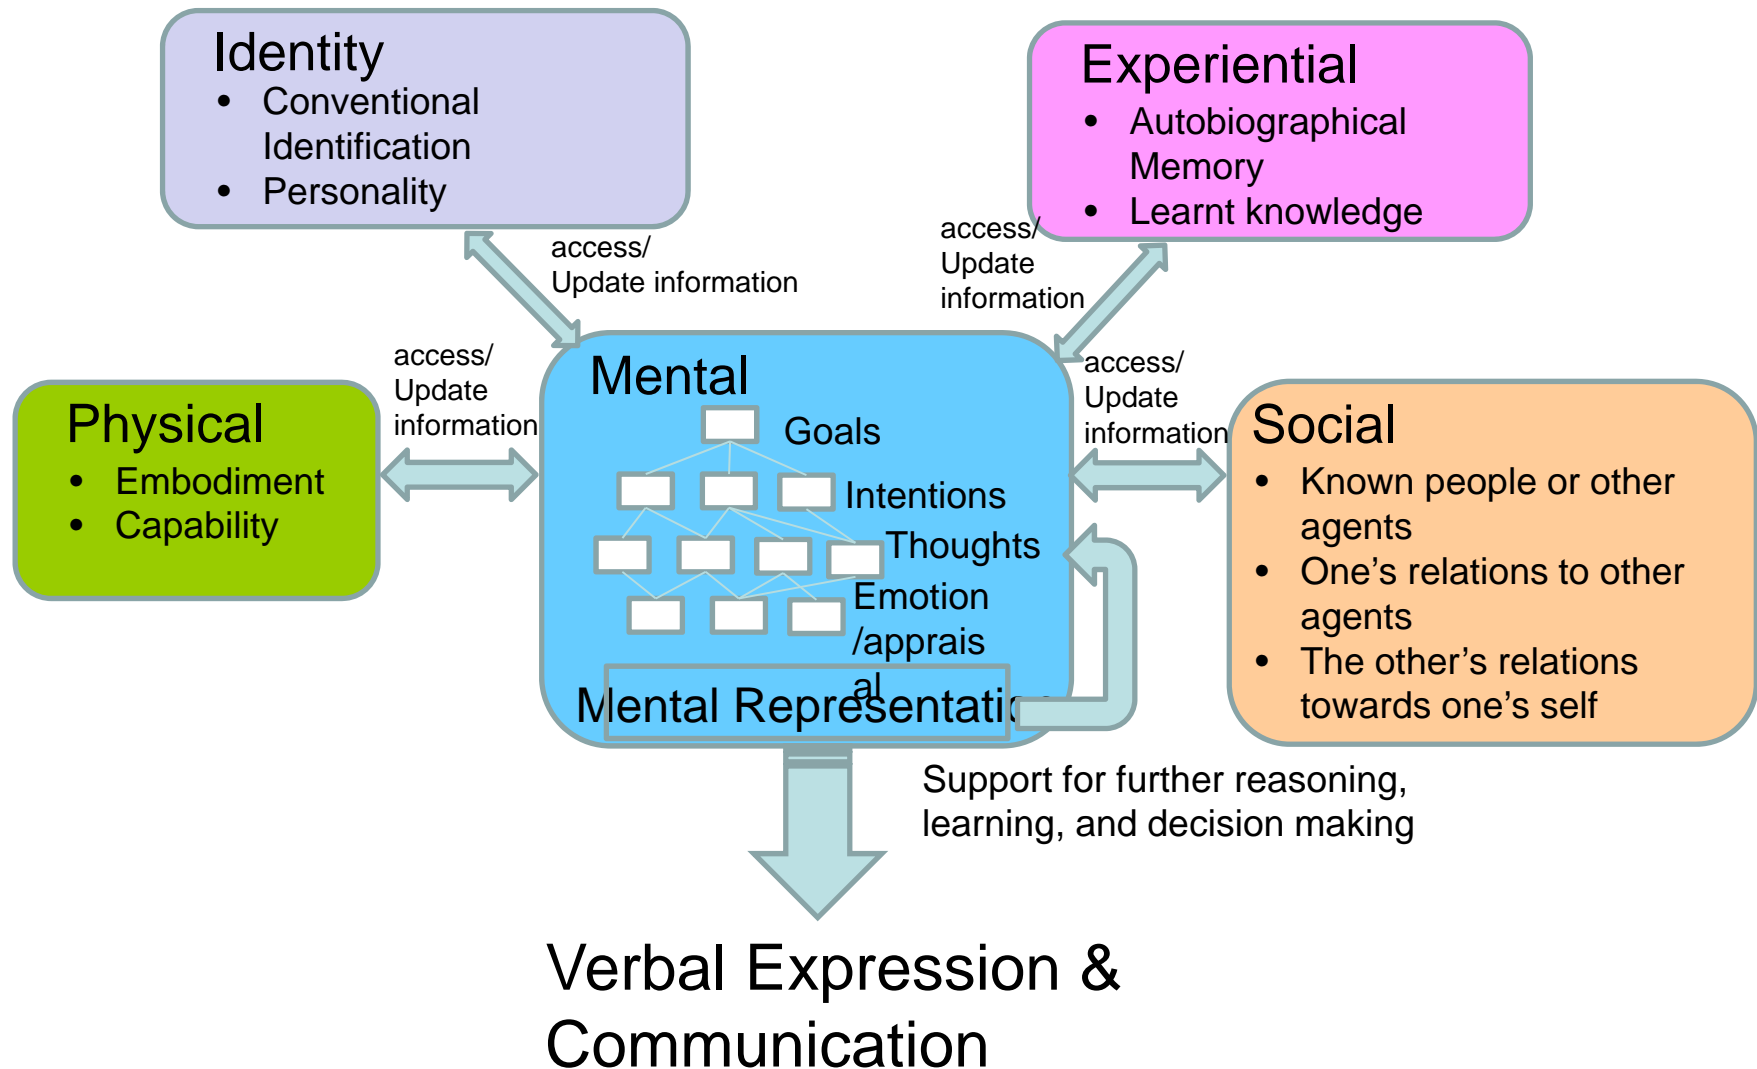 Identity
• Conventional
Identification
• Personality
Experiential
• Autobiographical
Memory
• Learnt knowledge
access/
Update information
access/
Update
information
access/
Update
information
access/
Update
information
Physical
• Embodiment
• Capability
Mental
Goals
Intentions
Thoughts
Emotion
/apprais
al
Mental Representatio
Social
• Known people or other
agents
• One’s relations to other
agents
• The other’s relations
towards one’s self
Support for further reasoning,
learning, and decision making
Verbal Expression &
Communication